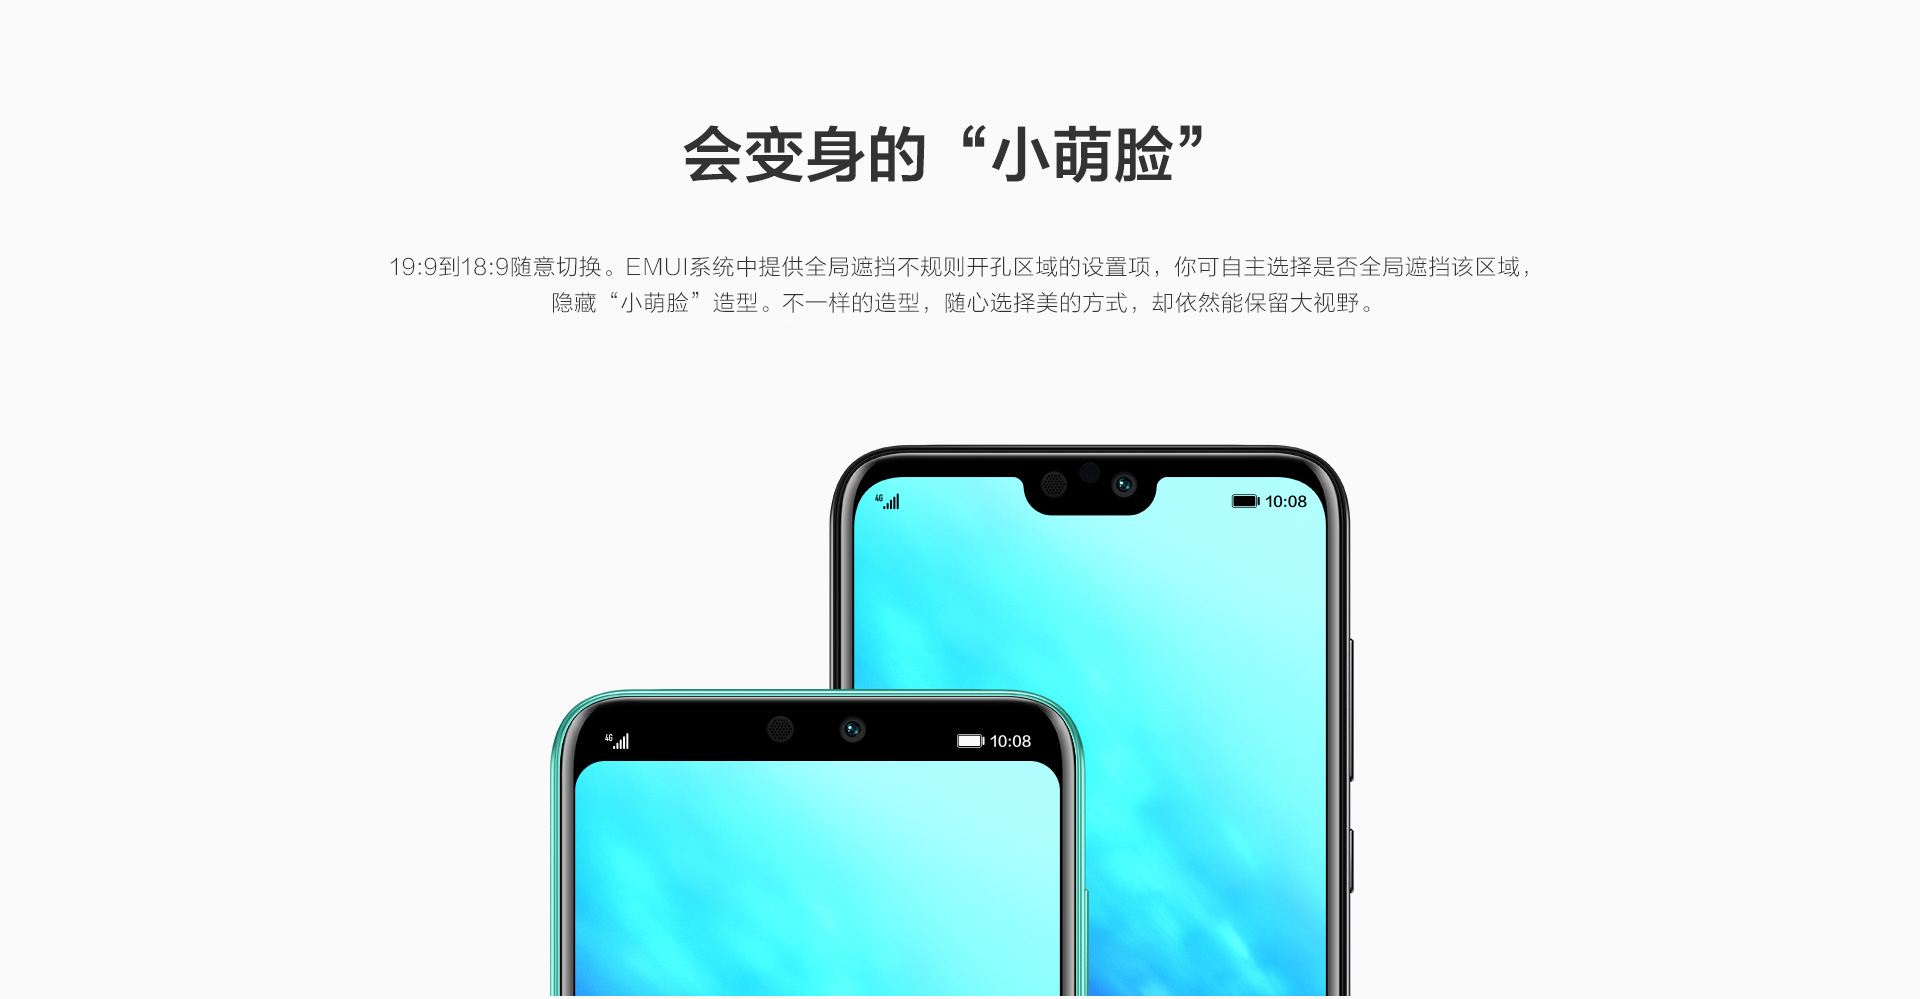 会变身的“小萌脸”
19:9到18:9随意切换。EMUI系统中提供全局遮挡不规则开孔区域的设置项，你可自主选择是否全局遮挡该区域，
隐藏“小萌脸”造型。不一样的造型，随心选择美的方式，却依然能保留大视野。
4G 10:08
4G 10:08